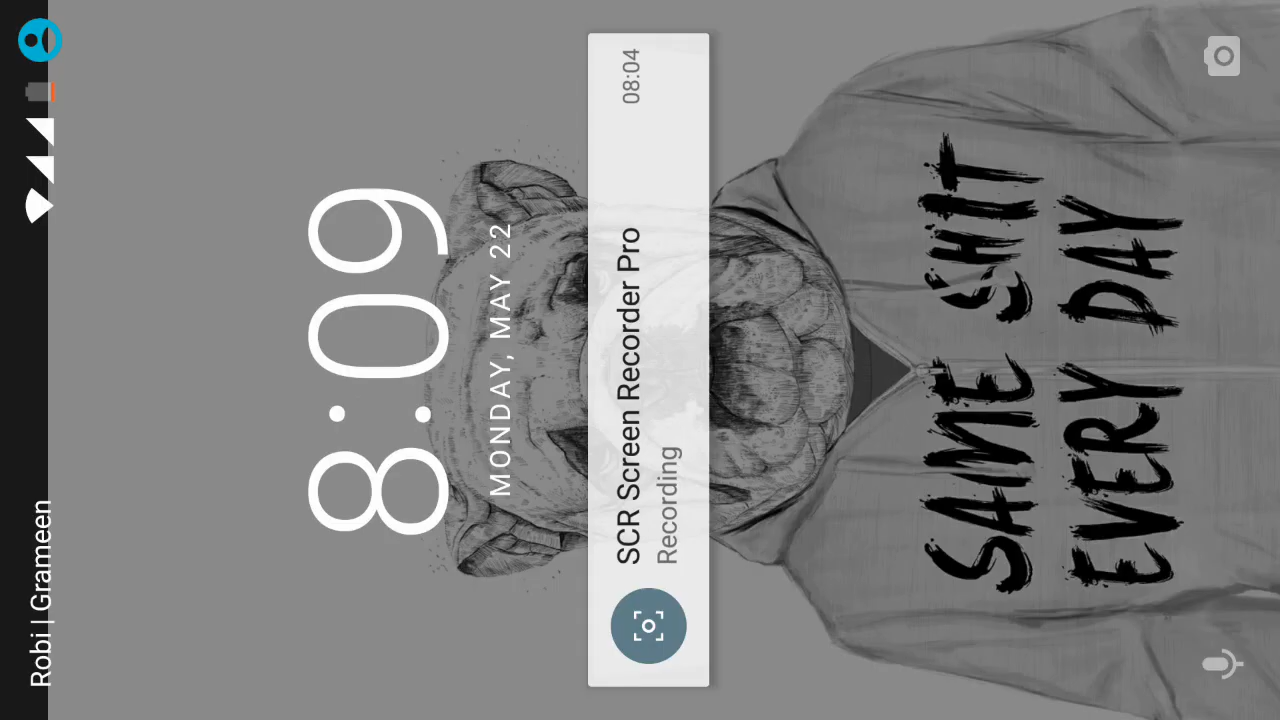 Robi | Grameen
8:09
MONDAY, MAY 22
SCR Screen Recorder Pro 08:04
Recording
SAME SHIT
EVERY DAY